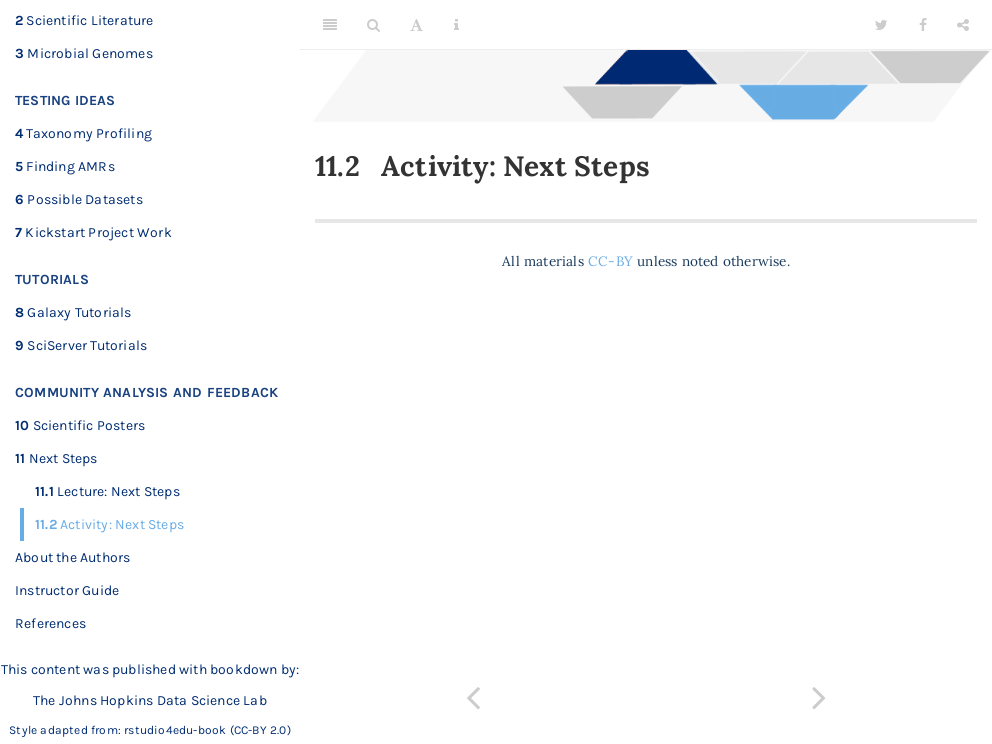 2 Scientific Literature
3 Microbial Genomes
TESTING IDEAS
4 Taxonomy Profiling
5 Finding AMRs
6 Possible Datasets
7 Kickstart Project Work
TUTORIALS
8 Galaxy Tutorials
9 SciServer Tutorials
COMMUNITY ANALYSIS AND FEEDBACK
10 Scientific Posters
11 Next Steps
11.1 Lecture: Next Steps
11.2 Activity: Next Steps
About the Authors
Instructor Guide
References
This content was published with bookdown by:
The Johns Hopkins Data Science Lab
Style adapted from: rstudio4edu-book (CC-BY 2.0)
A
11.2 Activity: Next Steps
All materials CC-BY unless noted otherwise.